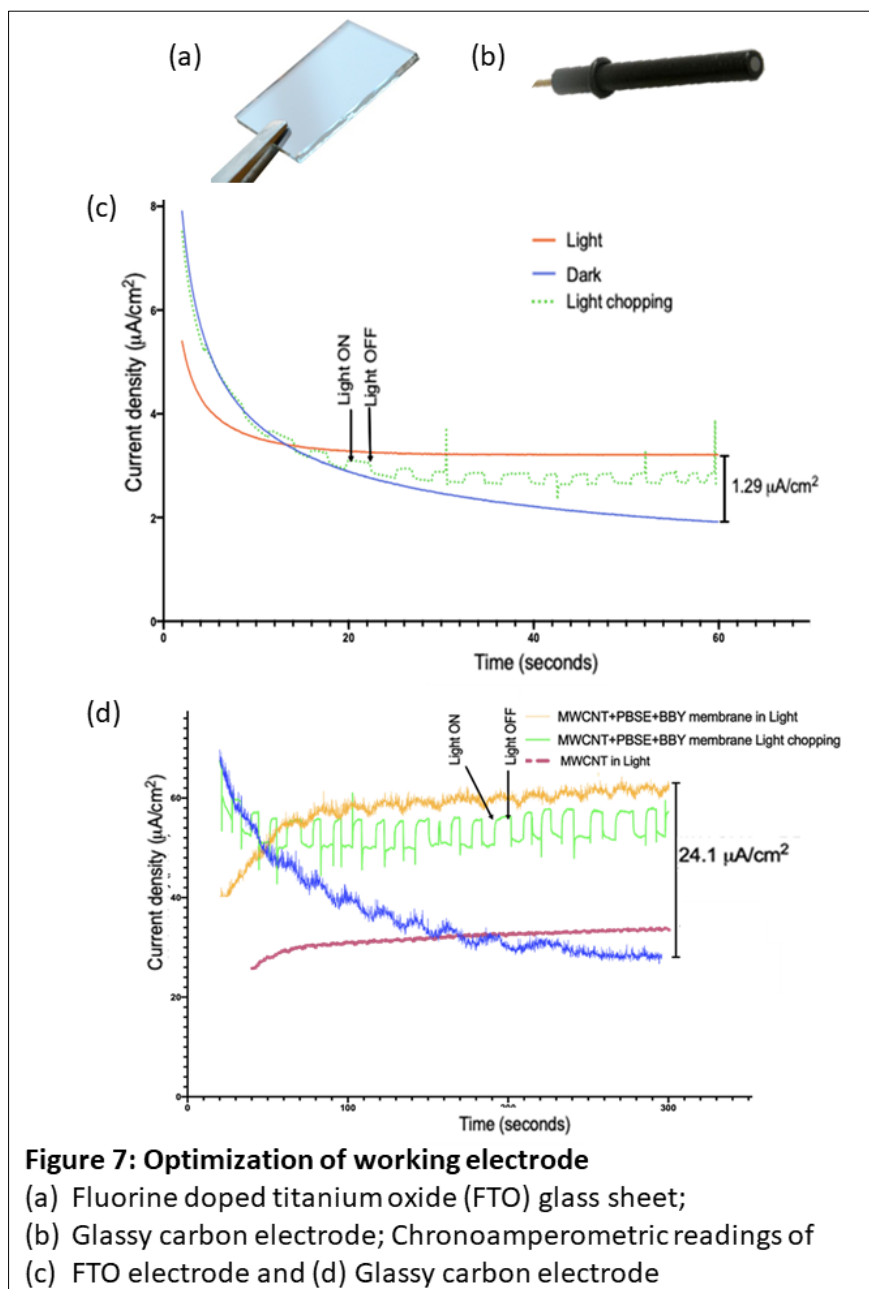 (a)
(b)
(c)
8
6
4
2
0
Current density (µA/cm²)
Light
Dark
Light chopping
Light ON
Light OFF
1.29 µA/cm²
0
20
40
60
Time (seconds)
(d)
MWCNT+PBSE+BBY membrane in Light
MWCNT+PBSE+BBY membrane Light chopping
MWCNT in Light
Light ON
Light OFF
60
40
20
0
Current density (µA/cm²)
24.1 µA/cm²
0
100
200
300
Time (seconds)
Figure 7: Optimization of working electrode
(a) Fluorine doped titanium oxide (FTO) glass sheet;
(b) Glassy carbon electrode; Chronoamperometric readings of
(c) FTO electrode and (d) Glassy carbon electrode